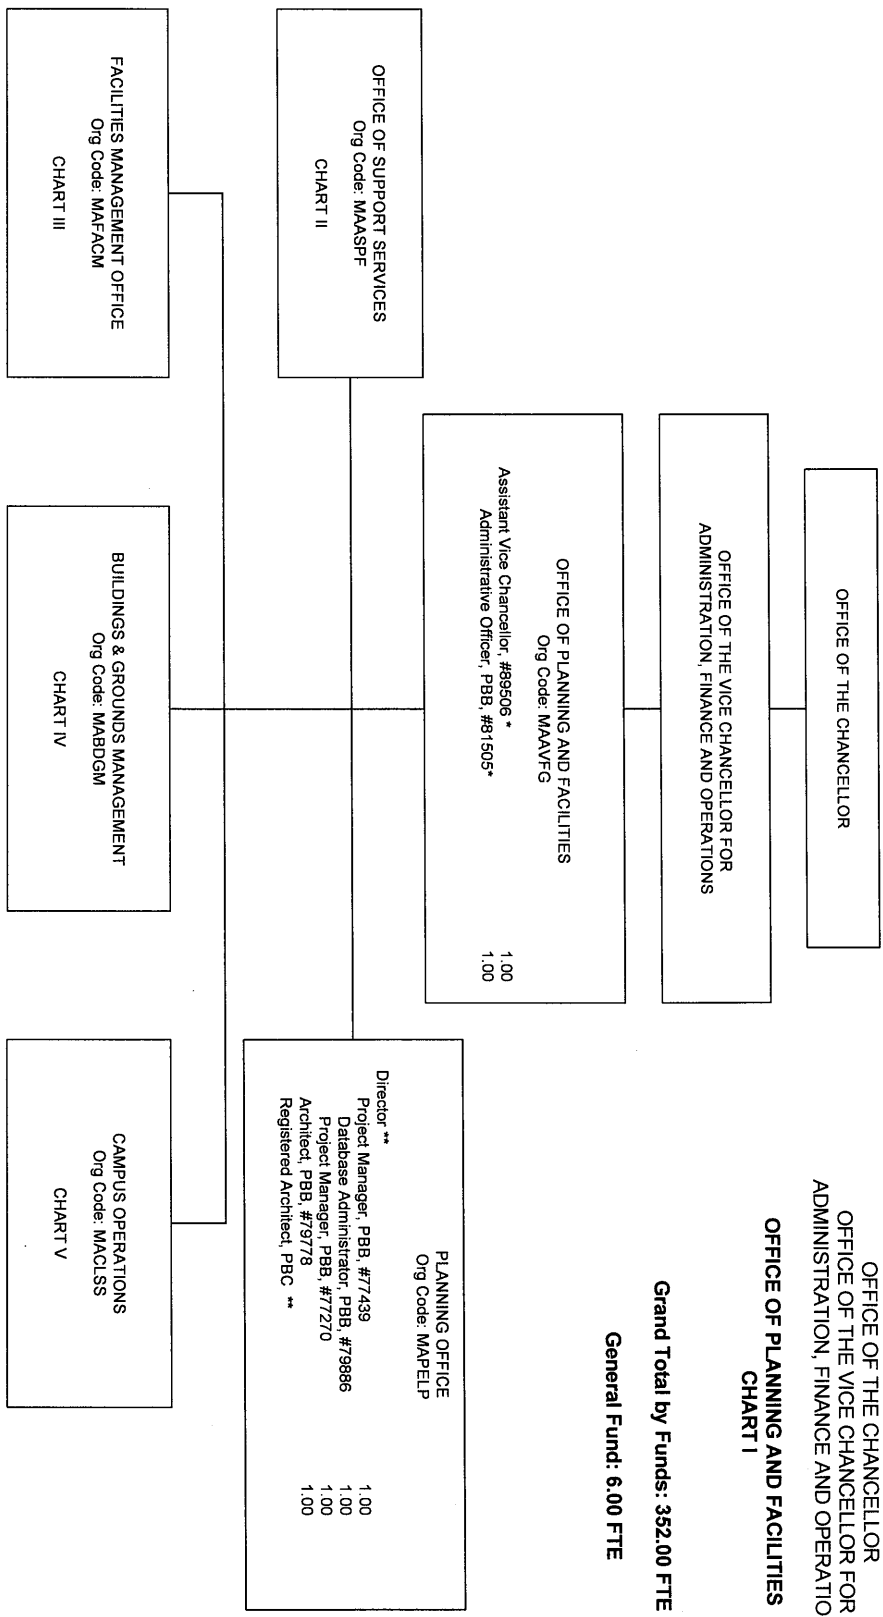 OFFICE OF THE CHANCELLOR
OFFICE OF THE VICE CHANCELLOR FOR
ADMINISTRATION, FINANCE AND OPERATIO
OFFICE OF PLANNING AND FACILITIES
CHART I
Grand Total by Funds: 352.00 FTE
General Fund: 6.00 FTE
OFFICE OF THE CHANCELLOR
OFFICE OF THE VICE CHANCELLOR FOR
ADMINISTRATION, FINANCE AND OPERATIONS
OFFICE OF PLANNING AND FACILITIES
Org Code: MAAVFG
Assistant Vice Chancellor, #89506 * 1.00
Administrative Officer, PBB, #81505* 1.00
OFFICE OF SUPPORT SERVICES
Org Code: MAASPF
CHART II
PLANNING OFFICE
Org Code: MAPELP
Director **
Project Manager, PBB, #77439 1.00
Database Administrator, PBB, #79886 1.00
Project Manager, PBB, #77270 1.00
Architect, PBB, #79778 1.00
Registered Architect, PBC **
FACILITIES MANAGEMENT OFFICE
Org Code: MAFACM
CHART III
BUILDINGS & GROUNDS MANAGEMENT
Org Code: MABDGM
CHART IV
CAMPUS OPERATIONS
Org Code: MACLSS
CHART V